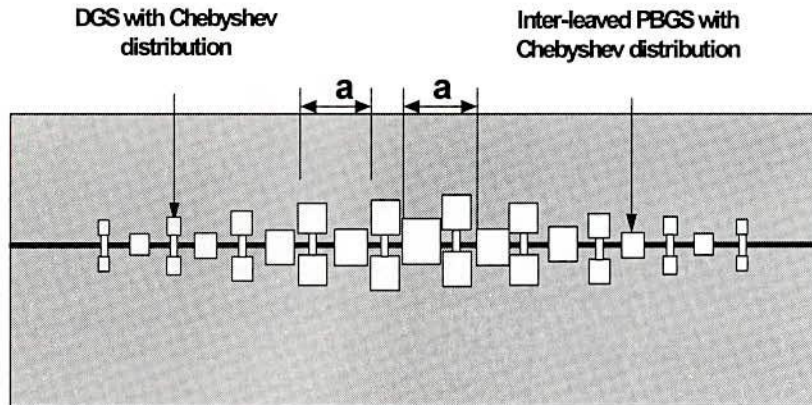 DGS with Chebyshev
distribution
Inter-leaved PBGS with
Chebyshev distribution
a
a